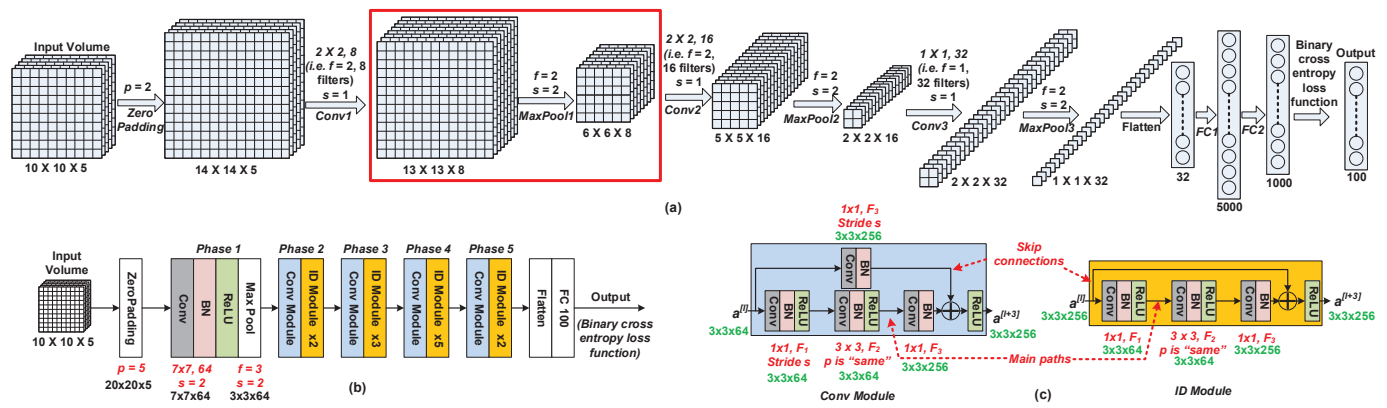 Input Volume
10 X 10 X 5
p = 2
Zero
Padding
14 X 14 X 5
2 X 2, 8
(i.e. f = 2, 8
filters)
s = 1
Conv1
13 X 13 X 8
f = 2
s = 2
MaxPool1
6 X 6 X 8
2 X 2, 16
(i.e. f = 2,
16 filters)
s = 1
Conv2
5 X 5 X 16
f = 2
s = 2
MaxPool2
2 X 2 X 16
1 X 1, 32
(i.e. f = 1,
32 filters)
s = 1
Conv3
2 X 2 X 32
f = 2
s = 2
MaxPool3
1 X 1 X 32
Flatten
32
FC1
5000
FC2
1000
Binary
cross
entropy
loss
function
Output
100
(a)
Input
Volume
10 X 10 X 5
ZeroPadding
p = 5
20x20x5
Phase 1
Conv
BN
ReLU
Max Pool
7x7, 64
s = 2
7x7x64
f = 3
s = 2
3x3x64
Phase 2
Conv Module
ID Module
x2
Phase 3
Conv Module
ID Module
x3
Phase 4
Conv Module
ID Module
x5
Phase 5
Conv Module
ID Module
x2
Flatten
FC 100
Output
(Binary cross
entropy loss
function)
(b)
1x1, F3
Stride s
3x3x256
Conv
BN
a[l]
3x3x64
Conv
BN
ReLU
Conv
BN
ReLU
Conv
BN
ReLU
a[l+3]
3x3x256
1x1, F1
Stride s
3x3x64
3 x 3, F2
p is "same"
3x3x64
1x1, F3
3x3x256
Conv Module
Skip
connections
Main paths
(c)
a[l]
3x3x256
Conv
BN
ReLU
Conv
BN
ReLU
Conv
BN
ReLU
a[l+3]
3x3x256
1x1, F1
3x3x64
3 x 3, F2
p is "same"
3x3x64
1x1, F3
3x3x256
ID Module